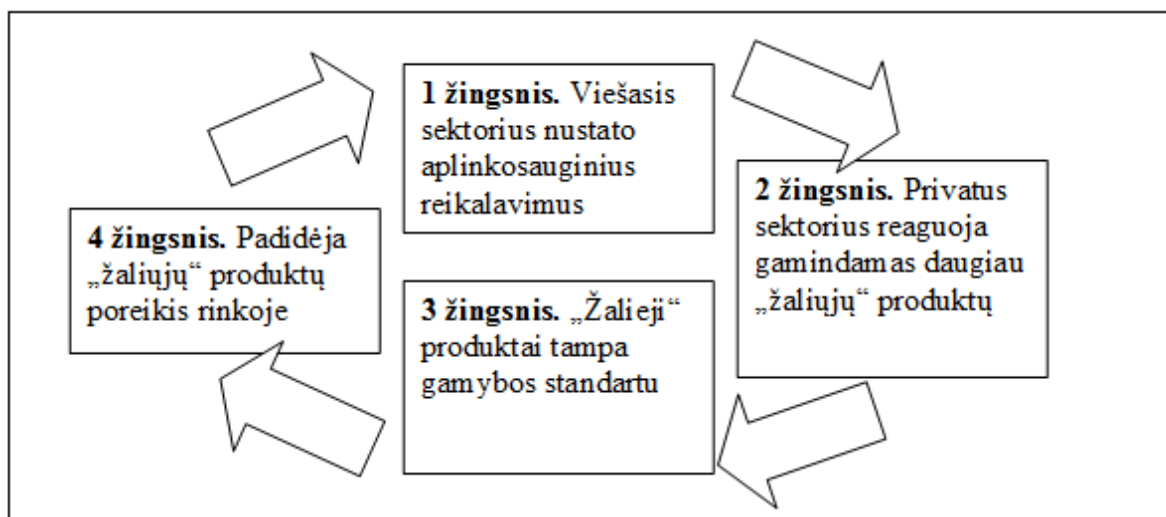 1 žingsnis. Viešasis
sektorius nustato
aplinkosauginius
reikalavimus
2 žingsnis. Privatus
sektorius reaguoja
gamindamas daugiau
„žaliųjų“ produktų
3 žingsnis. „Žalieji“
produktai tampa
gamybos standartu
4 žingsnis. Padidėja
„žaliųjų“ produktų
poreikis rinkoje